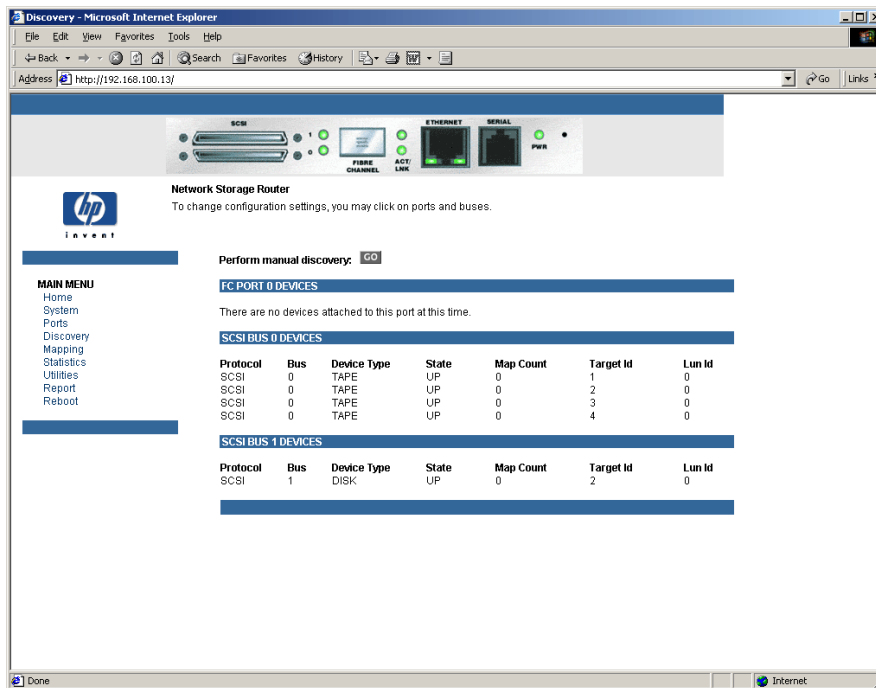 Discovery - Microsoft Internet Explorer
File Edit View Favorites Tools Help
Back Search Favorites History
Address http://192.168.100.13/ Go Links
SCSI 1 0 FIBRE CHANNEL ACT/ LNK ETHERNET SERIAL PWR
hp
invent
Network Storage Router
To change configuration settings, you may click on ports and buses.
Perform manual discovery: GO
MAIN MENU
Home
System
Ports
Discovery
Mapping
Statistics
Utilities
Report
Reboot
FC PORT 0 DEVICES
There are no devices attached to this port at this time.
SCSI BUS 0 DEVICES
Protocol Bus Device Type State Map Count Target Id Lun Id
SCSI 0 TAPE UP 0 1 0
SCSI 0 TAPE UP 0 2 0
SCSI 0 TAPE UP 0 3 0
SCSI 0 TAPE UP 0 4 0
SCSI BUS 1 DEVICES
Protocol Bus Device Type State Map Count Target Id Lun Id
SCSI 1 DISK UP 0 2 0
Done Internet